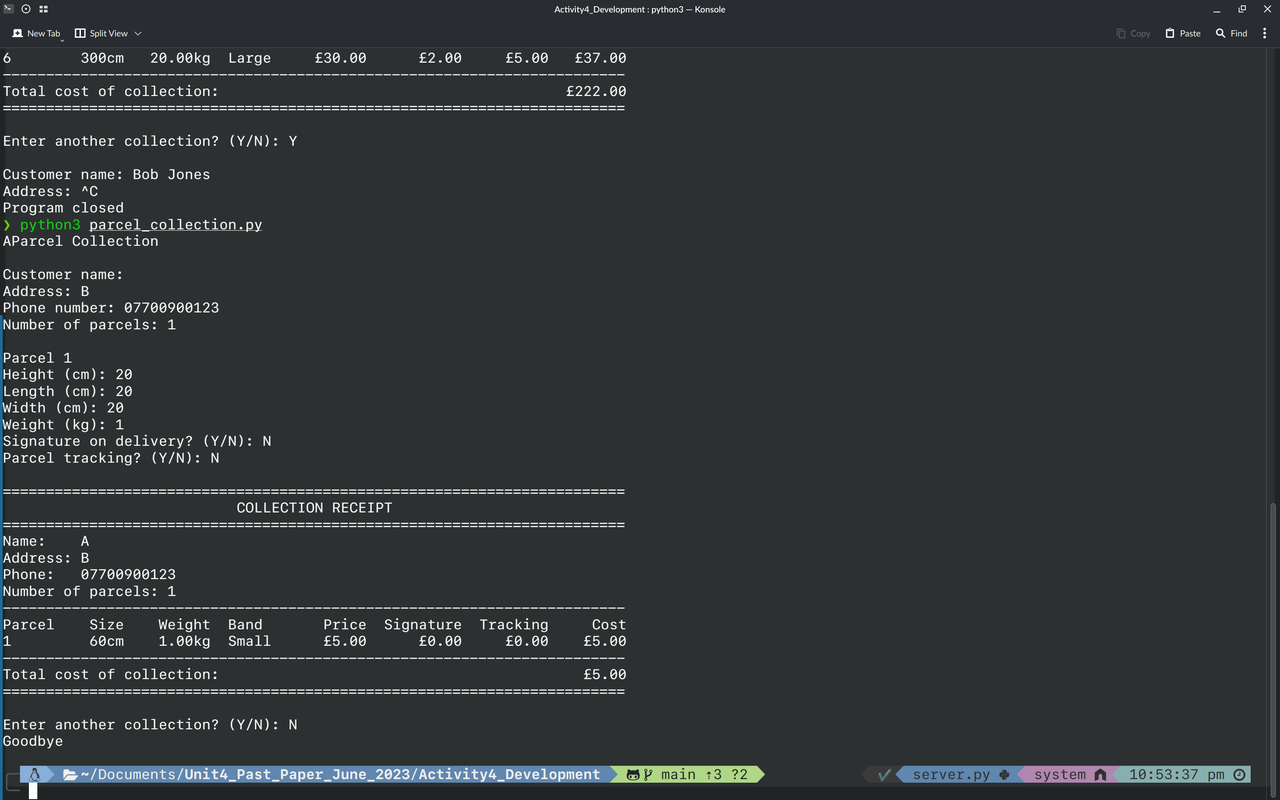 Activity4_Development : python3 — Konsole
New Tab Split View Copy Paste Find
6 300cm 20.00kg Large £30.00 £2.00 £5.00 £37.00
------------------------------------------------------------------------
Total cost of collection: £222.00
========================================================================
Enter another collection? (Y/N): Y
Customer name: Bob Jones
Address: ^C
Program closed
❯ python3 parcel_collection.py
AParcel Collection
Customer name:
Address: B
Phone number: 07700900123
Number of parcels: 1
Parcel 1
Height (cm): 20
Length (cm): 20
Width (cm): 20
Weight (kg): 1
Signature on delivery? (Y/N): N
Parcel tracking? (Y/N): N
========================================================================
COLLECTION RECEIPT
========================================================================
Name: A
Address: B
Phone: 07700900123
Number of parcels: 1
------------------------------------------------------------------------
Parcel Size Weight Band Price Signature Tracking Cost
1 60cm 1.00kg Small £5.00 £0.00 £0.00 £5.00
------------------------------------------------------------------------
Total cost of collection: £5.00
========================================================================
Enter another collection? (Y/N): N
Goodbye
~/Documents/Unit4_Past_Paper_June_2023/Activity4_Development main ⇡3 ?2 ✔ server.py system 10:53:37 pm